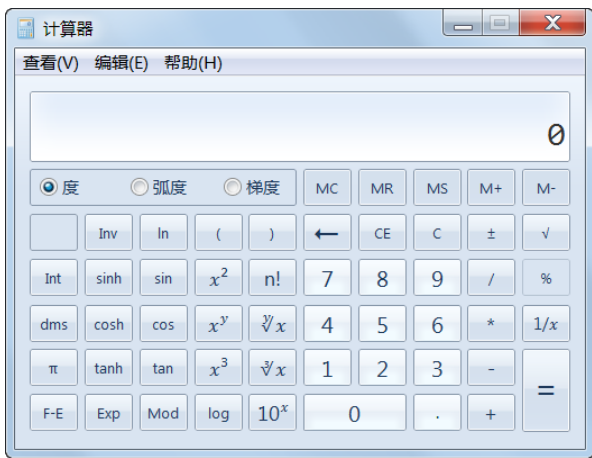 计算器
查看(V) 编辑(E) 帮助(H)
0
度 弧度 梯度 MC MR MS M+ M-
Inv ln ( ) ← CE C ± √
Int sinh sin x² n! 7 8 9 / %
dms cosh cos xʸ ʸ√x 4 5 6 * 1/x
π tanh tan x³ ³√x 1 2 3 - =
F-E Exp Mod log 10ˣ 0 . +